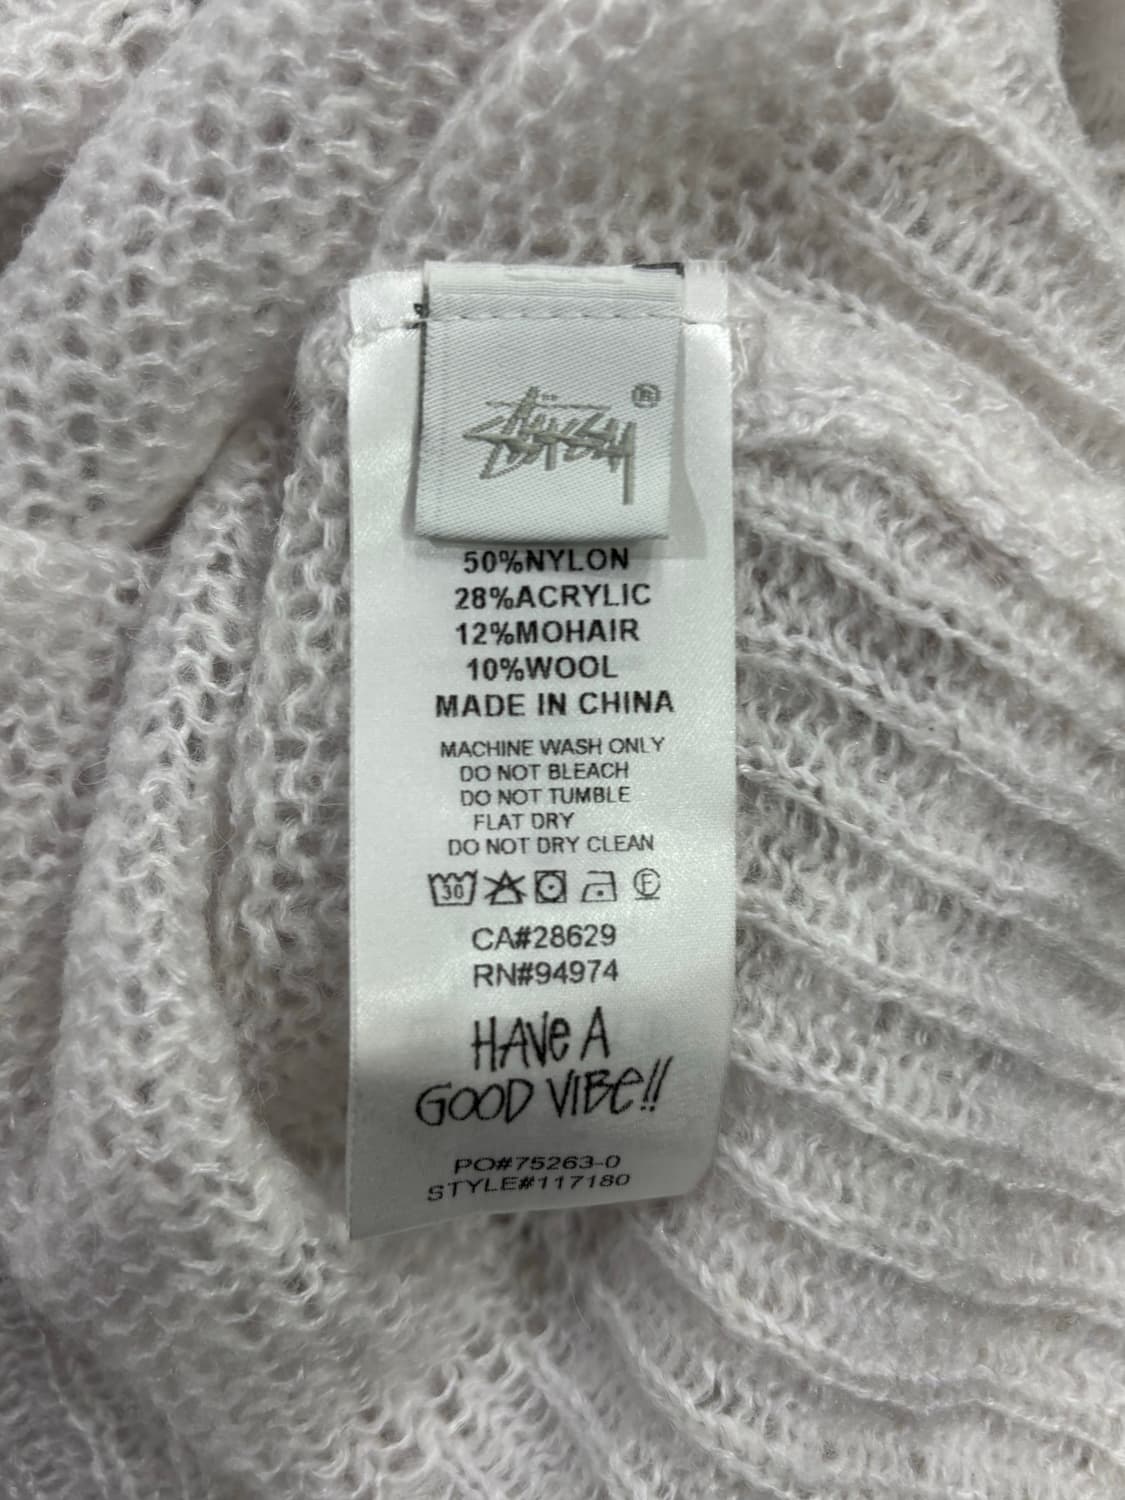 STÜSSY ®
50%NYLON
28%ACRYLIC
12%MOHAIR
10%WOOL
MADE IN CHINA
MACHINE WASH ONLY
DO NOT BLEACH
DO NOT TUMBLE
FLAT DRY
DO NOT DRY CLEAN
30 F
CA#28629
RN#94974
HAVE A
GOOD VIBE!!
PO#75263-0
STYLE#117180